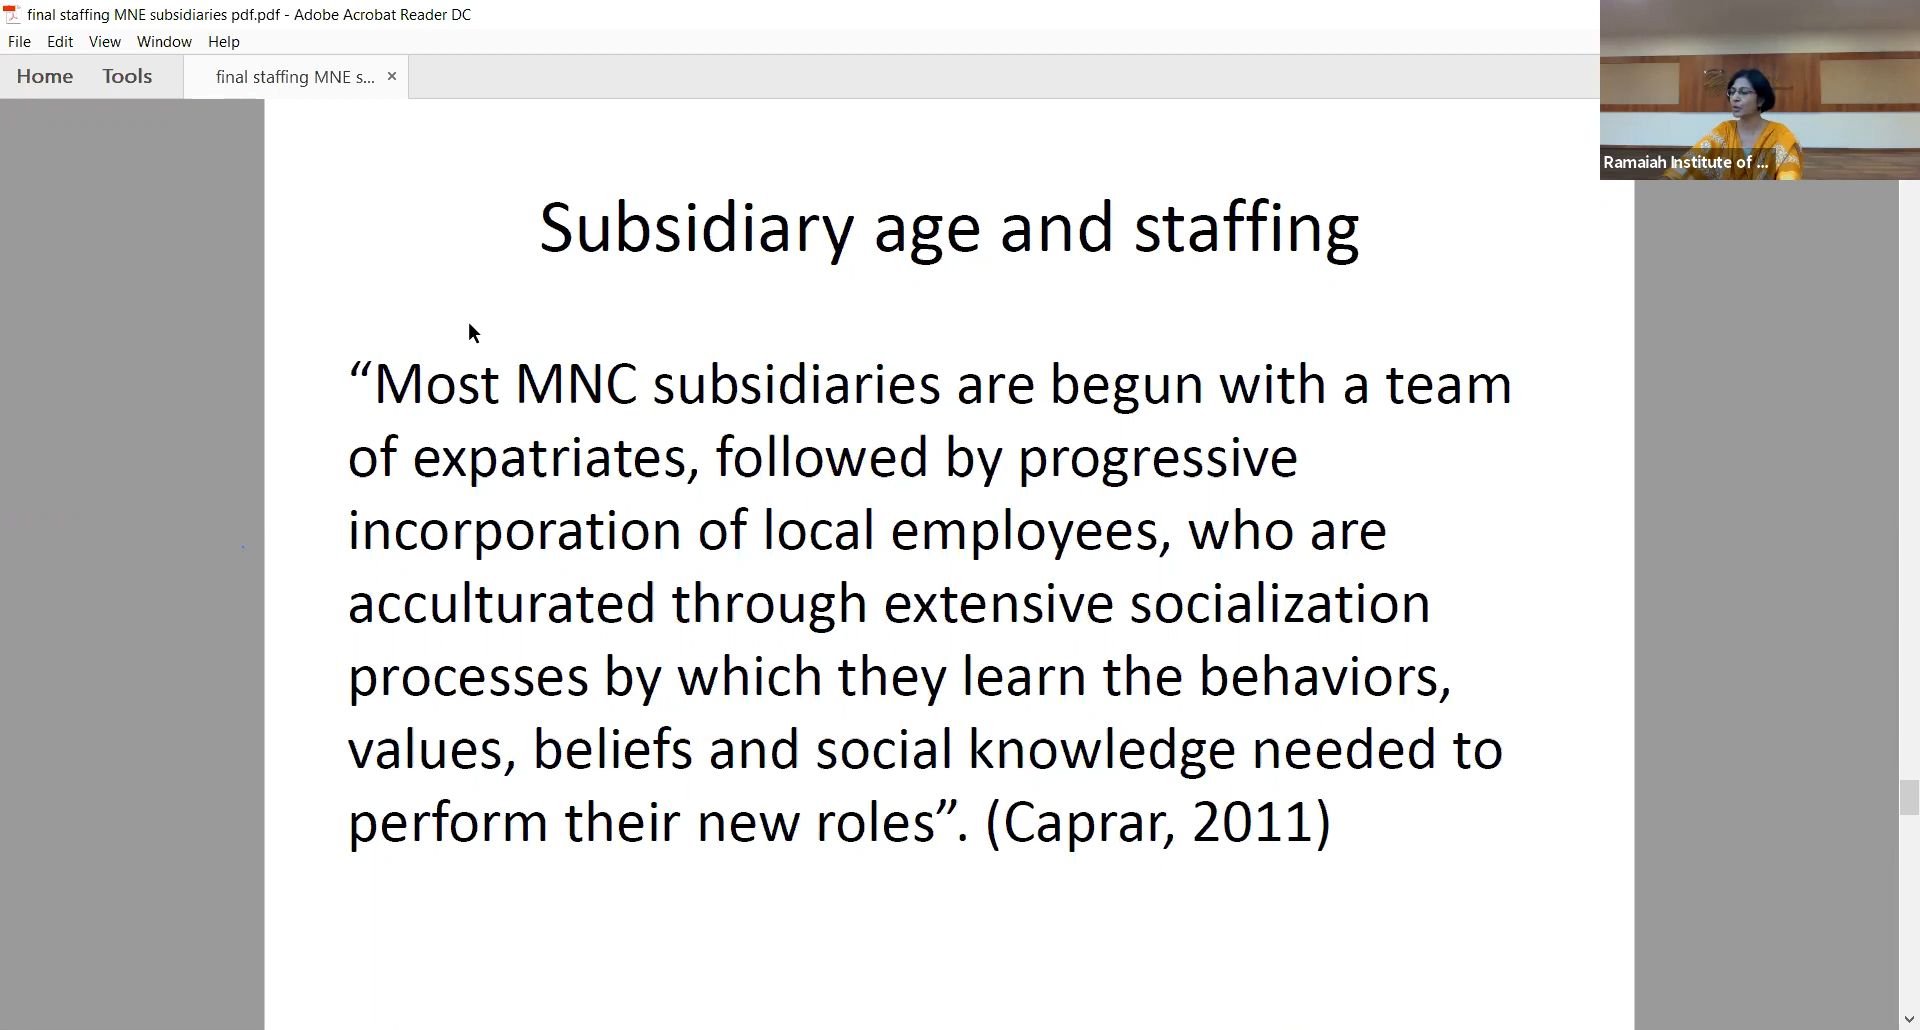 final staffing MNE subsidiaries pdf.pdf - Adobe Acrobat Reader DC
File Edit View Window Help
Home Tools final staffing MNE s... ×
Ramaiah Institute of ...
Subsidiary age and staffing
“Most MNC subsidiaries are begun with a team
of expatriates, followed by progressive
incorporation of local employees, who are
acculturated through extensive socialization
processes by which they learn the behaviors,
values, beliefs and social knowledge needed to
perform their new roles”. (Caprar, 2011)